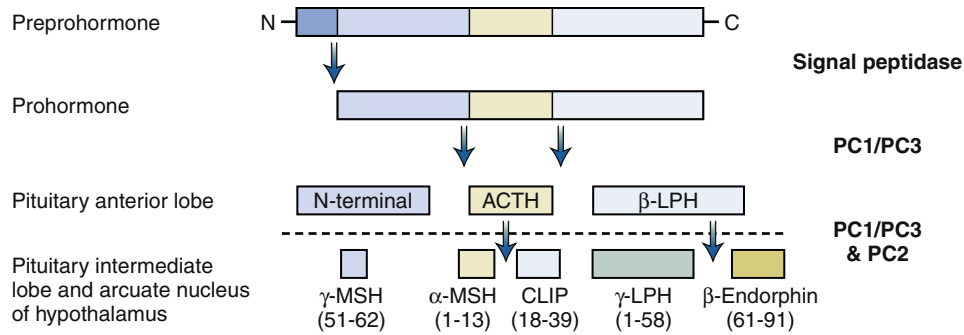 Preprohormone
N
C
Signal peptidase
Prohormone
PC1/PC3
Pituitary anterior lobe
N-terminal
ACTH
β-LPH
PC1/PC3
& PC2
Pituitary intermediate
lobe and arcuate nucleus
of hypothalamus
γ-MSH
(51-62)
α-MSH
(1-13)
CLIP
(18-39)
γ-LPH
(1-58)
β-Endorphin
(61-91)